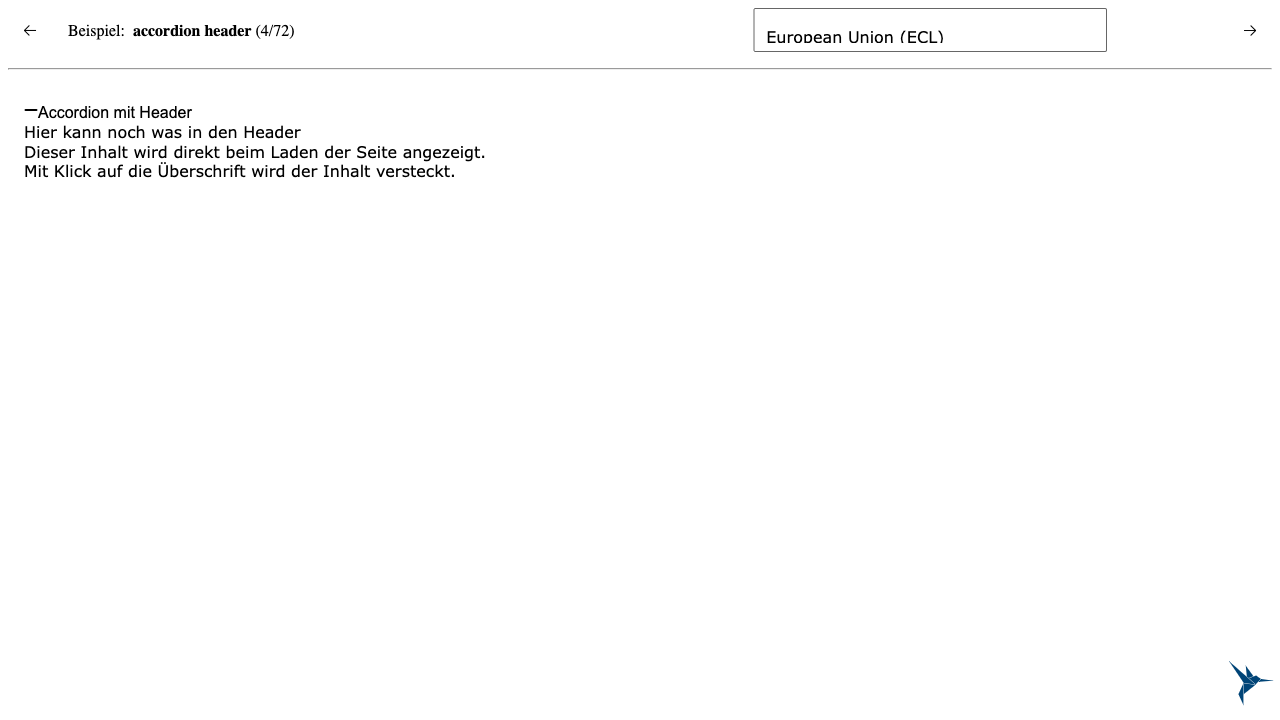 Beispiel: accordion header (4/72)
European Union (ECL)
Accordion mit Header
Hier kann noch was in den Header
Dieser Inhalt wird direkt beim Laden der Seite angezeigt.
Mit Klick auf die Überschrift wird der Inhalt versteckt.